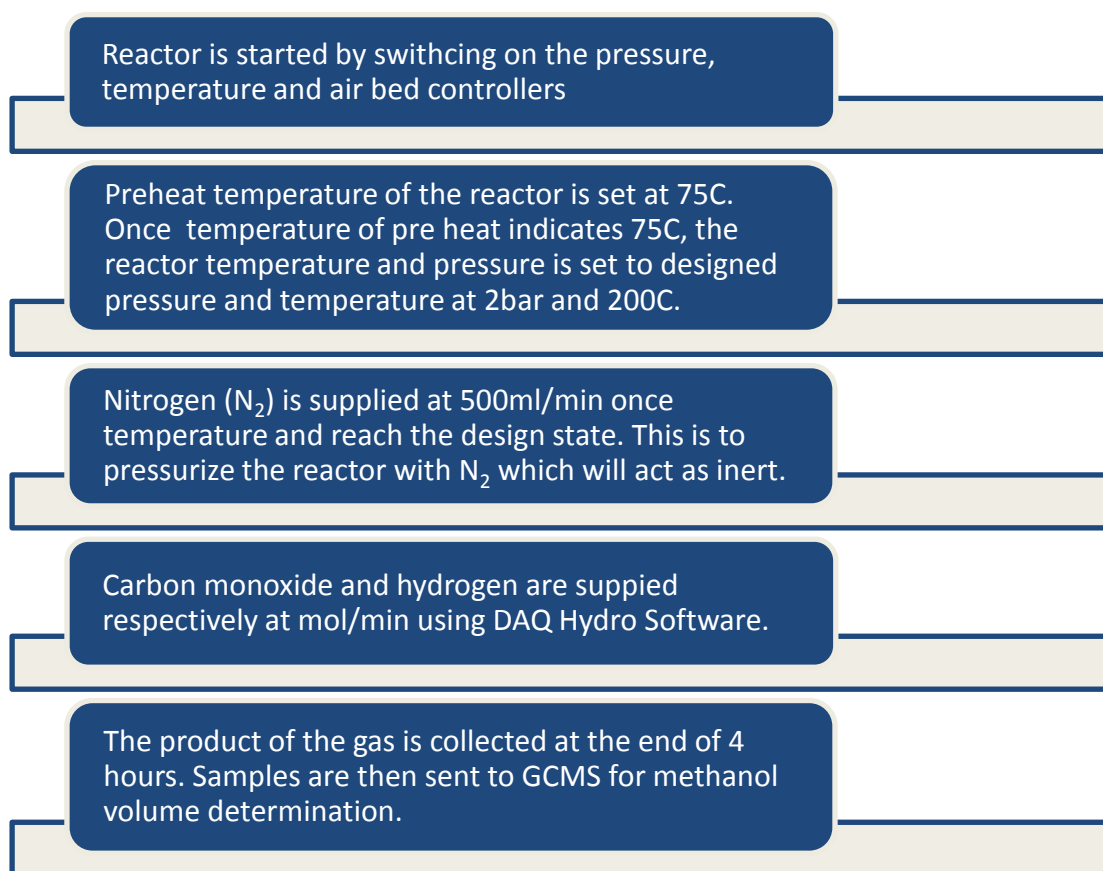 Reactor is started by swithcing on the pressure,
temperature and air bed controllers
Preheat temperature of the reactor is set at 75C.
Once  temperature of pre heat indicates 75C, the
reactor temperature and pressure is set to designed
pressure and temperature at 2bar and 200C.
Nitrogen (N₂) is supplied at 500ml/min once
temperature and reach the design state. This is to
pressurize the reactor with N₂ which will act as inert.
Carbon monoxide and hydrogen are suppied
respectively at mol/min using DAQ Hydro Software.
The product of the gas is collected at the end of 4
hours. Samples are then sent to GCMS for methanol
volume determination.